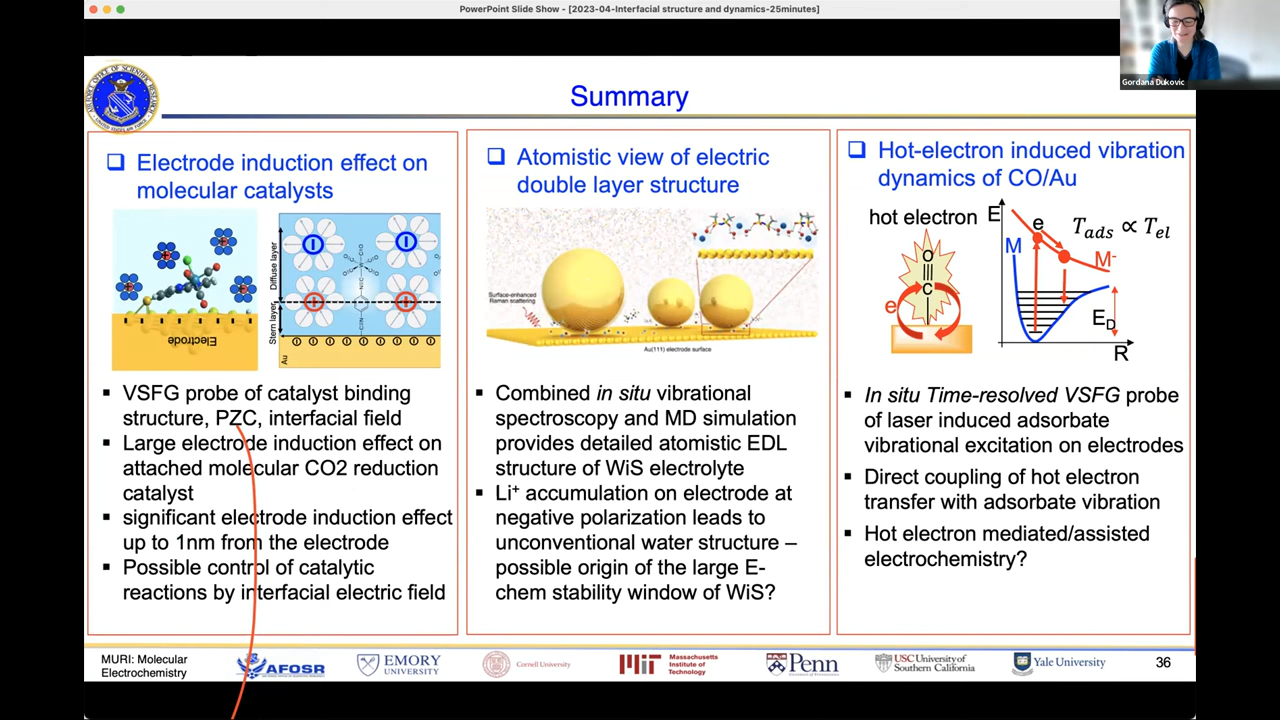 PowerPoint Slide Show - [2023-04-Interfacial structure and dynamics-25minutes]
Gordana Dukovic
Summary
❑ Electrode induction effect on
molecular catalysts
Electrode
Diffuse layer
Stern layer
Au
▪ VSFG probe of catalyst binding
structure, PZC, interfacial field
▪ Large electrode induction effect on
attached molecular CO2 reduction
catalyst
▪ significant electrode induction effect
up to 1nm from the electrode
▪ Possible control of catalytic
reactions by interfacial electric field
❑ Atomistic view of electric
double layer structure
Surface-enhanced
Raman scattering
Au(111) electrode surface
▪ Combined in situ vibrational
spectroscopy and MD simulation
provides detailed atomistic EDL
structure of WiS electrolyte
▪ Li⁺ accumulation on electrode at
negative polarization leads to
unconventional water structure –
possible origin of the large E-
chem stability window of WiS?
❑ Hot-electron induced vibration
dynamics of CO/Au
hot electron
O
C
e
E
e
M
M-
T_ads ∝ T_el
E_D
R
▪ In situ Time-resolved VSFG probe
of laser induced adsorbate
vibrational excitation on electrodes
▪ Direct coupling of hot electron
transfer with adsorbate vibration
▪ Hot electron mediated/assisted
electrochemistry?
MURI: Molecular
Electrochemistry
AFOSR
EMORY
UNIVERSITY
Cornell University
MIT
Massachusetts
Institute of
Technology
Penn
USC University of
Southern California
Yale University
36